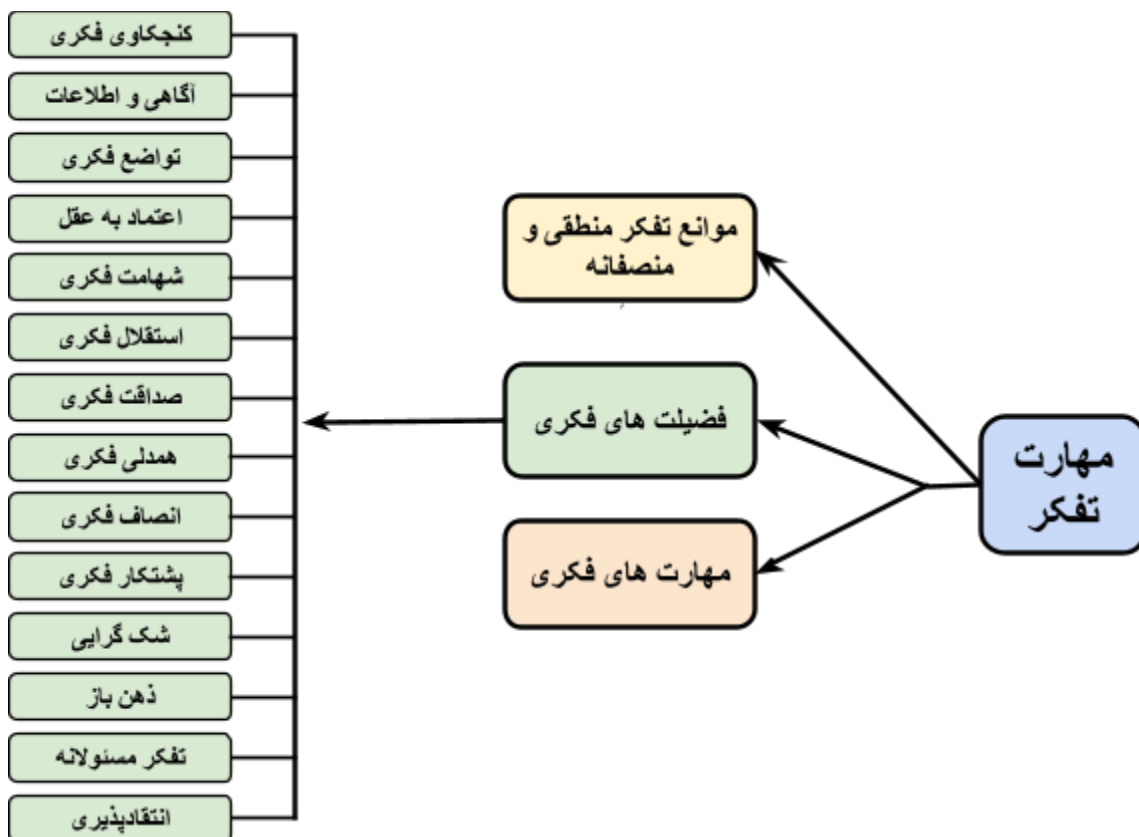 مهارت
تفکر
موانع تفکر منطقی و
منصفانه
فضیلت های فکری
مهارت های فکری
کنجکاوی فکری
آگاهی و اطلاعات
تواضع فکری
اعتماد به عقل
شهامت فکری
استقلال فکری
صداقت فکری
همدلی فکری
انصاف فکری
پشتکار فکری
شک گرایی
ذهن باز
تفکر مسئولانه
انتقادپذیری